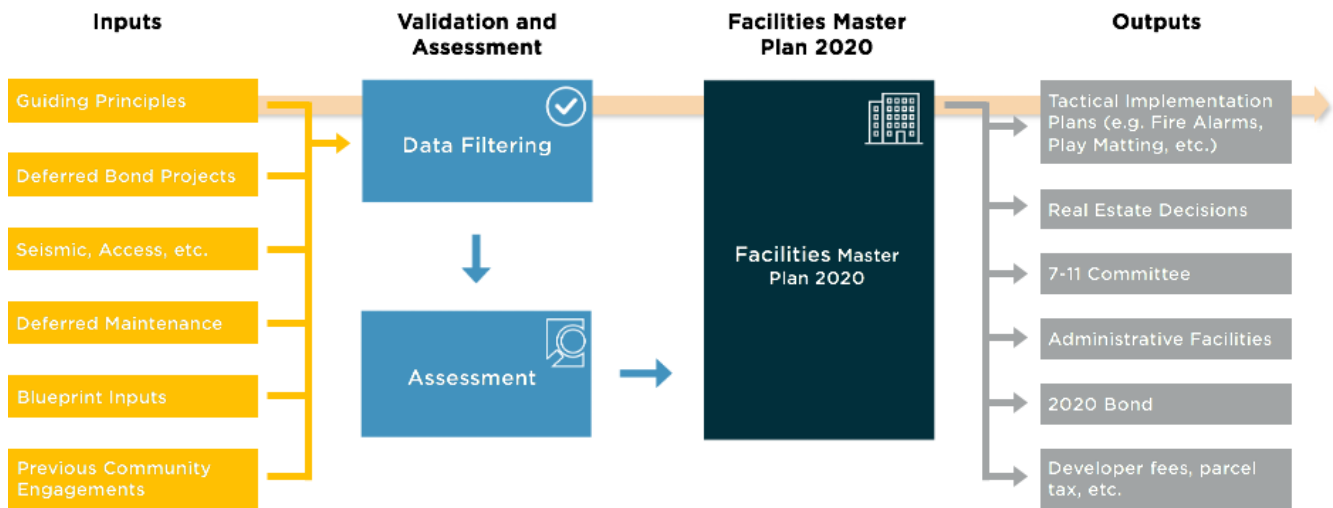 Inputs
Validation and
Assessment
Facilities Master
Plan 2020
Outputs
Guiding Principles
Deferred Bond Projects
Seismic, Access, etc.
Deferred Maintenance
Blueprint Inputs
Previous Community
Engagements
Data Filtering
Assessment
Facilities Master
Plan 2020
Tactical Implementation
Plans (e.g. Fire Alarms,
Play Matting, etc.)
Real Estate Decisions
7-11 Committee
Administrative Facilities
2020 Bond
Developer fees, parcel
tax, etc.